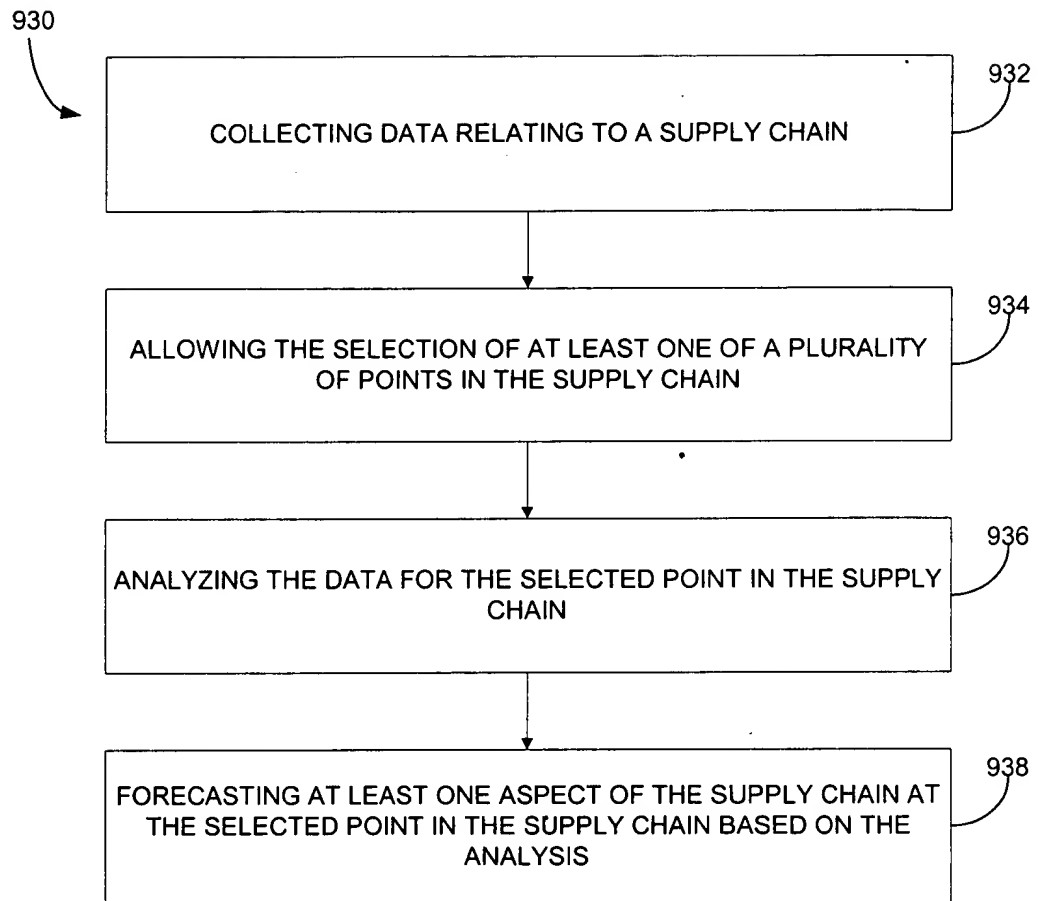 930
932
COLLECTING DATA RELATING TO A SUPPLY CHAIN
934
ALLOWING THE SELECTION OF AT LEAST ONE OF A PLURALITY
OF POINTS IN THE SUPPLY CHAIN
936
ANALYZING THE DATA FOR THE SELECTED POINT IN THE SUPPLY
CHAIN
938
FORECASTING AT LEAST ONE ASPECT OF THE SUPPLY CHAIN AT
THE SELECTED POINT IN THE SUPPLY CHAIN BASED ON THE
ANALYSIS